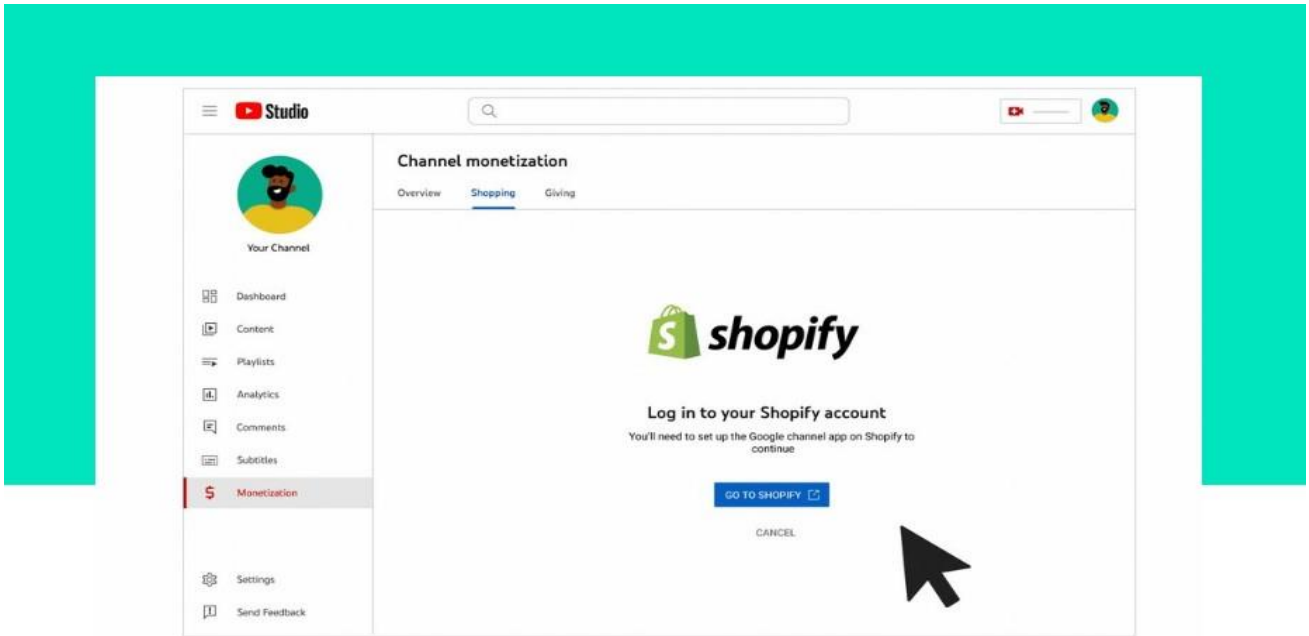 Studio
Channel monetization
Overview Shopping Giving
Your Channel
Dashboard
Content
Playlists
Analytics
Comments
Subtitles
Monetization
Settings
Send Feedback
shopify
Log in to your Shopify account
You'll need to set up the Google channel app on Shopify to
continue
GO TO SHOPIFY
CANCEL